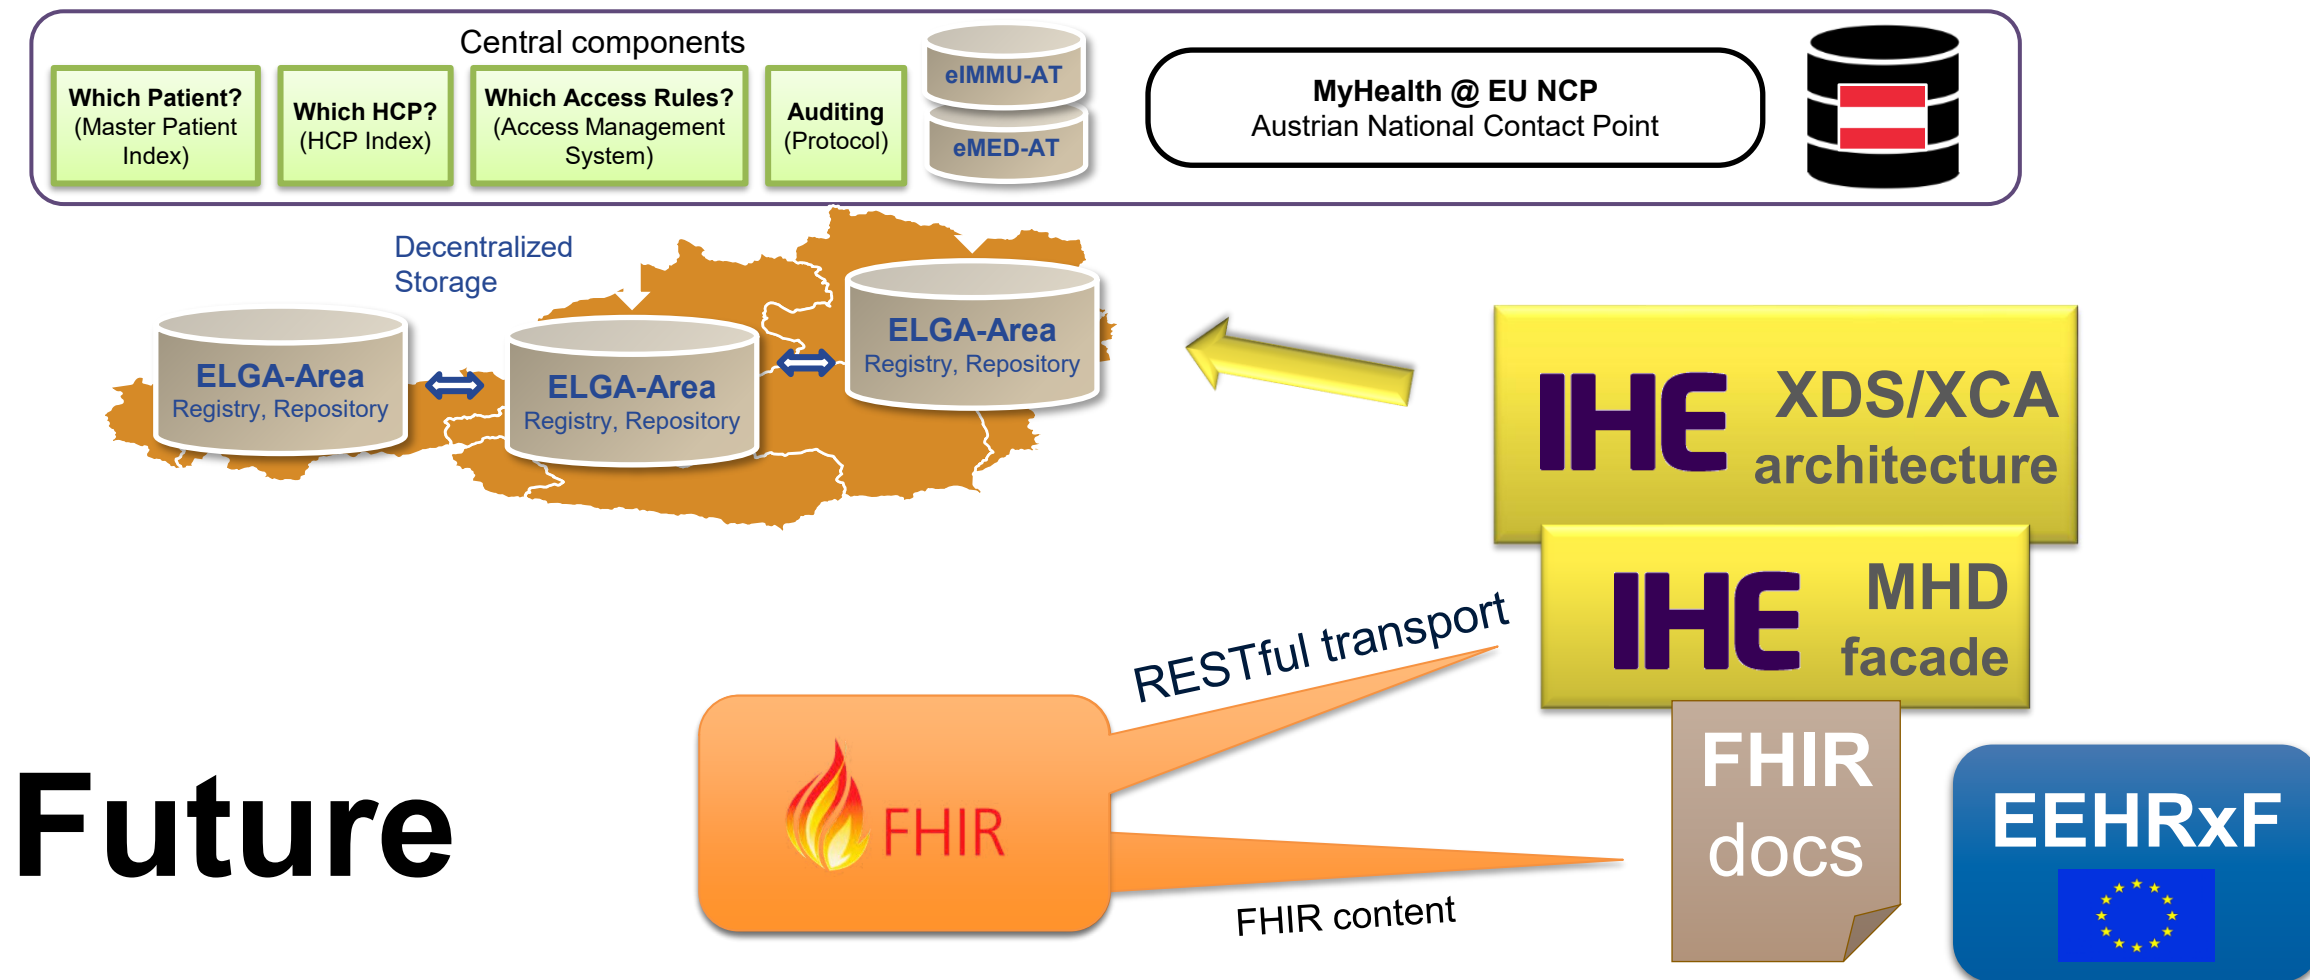 Central components
Which Patient?
(Master Patient
Index)
Which HCP?
(HCP Index)
Which Access Rules?
(Access Management
System)
Auditing
(Protocol)
eIMMU-AT
eMED-AT
MyHealth @ EU NCP
Austrian National Contact Point
Decentralized
Storage
ELGA-Area
Registry, Repository
ELGA-Area
Registry, Repository
ELGA-Area
Registry, Repository
IHE
XDS/XCA
architecture
IHE
MHD
facade
RESTful transport
FHIR
FHIR content
FHIR
docs
EEHRxF
Future